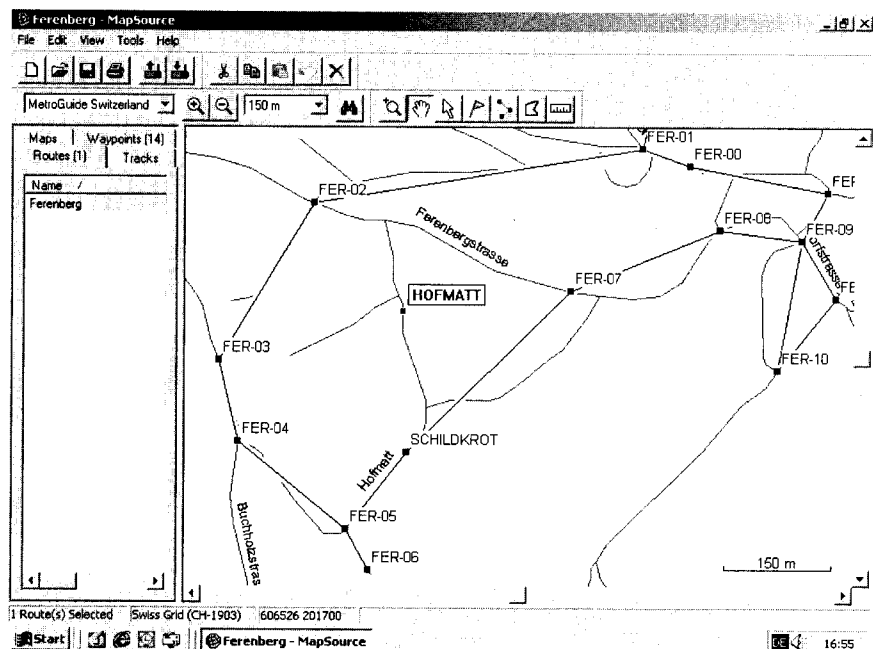 Ferenberg - MapSource
File Edit View Tools Help
MetroGuide Switzerland
150 m
Maps Waypoints (14)
Routes (1) Tracks
Name /
Ferenberg
FER-01
FER-00
FER-02
FER-08
FER-09
Ferenbergstrasse
FER-07
HOFMATT
FER-03
FER-10
FER-04
SCHILDKROT
Hofmatt
FER-05
Buchholzstras
FER-06
150 m
1 Route(s) Selected Swiss Grid (CH-1903) 606526 201700
Start Ferenberg - MapSource DE 16:55